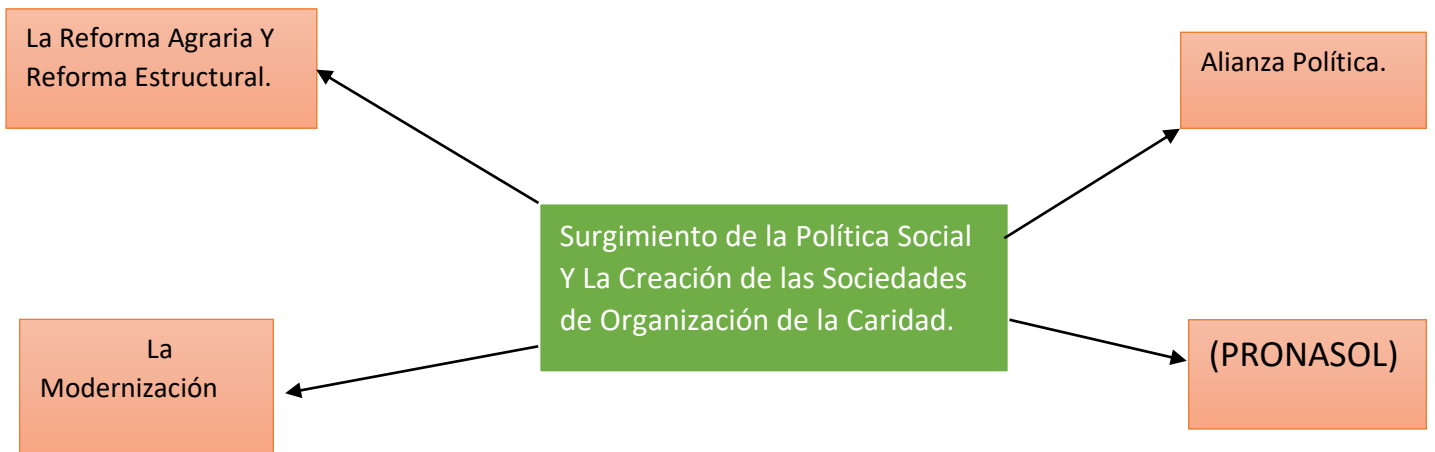 La Reforma Agraria Y
Reforma Estructural.
Alianza Política.
Surgimiento de la Política Social
Y La Creación de las Sociedades
de Organización de la Caridad.
La
Modernización
(PRONASOL)